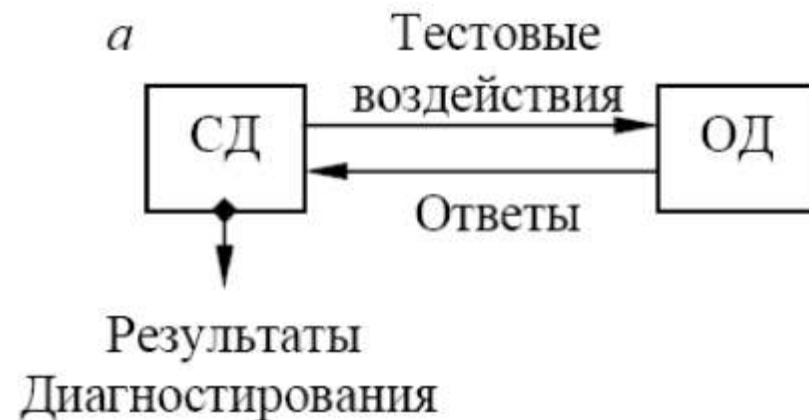 а
Тестовые
воздействия
СД
ОД
Ответы
Результаты
Диагностирования